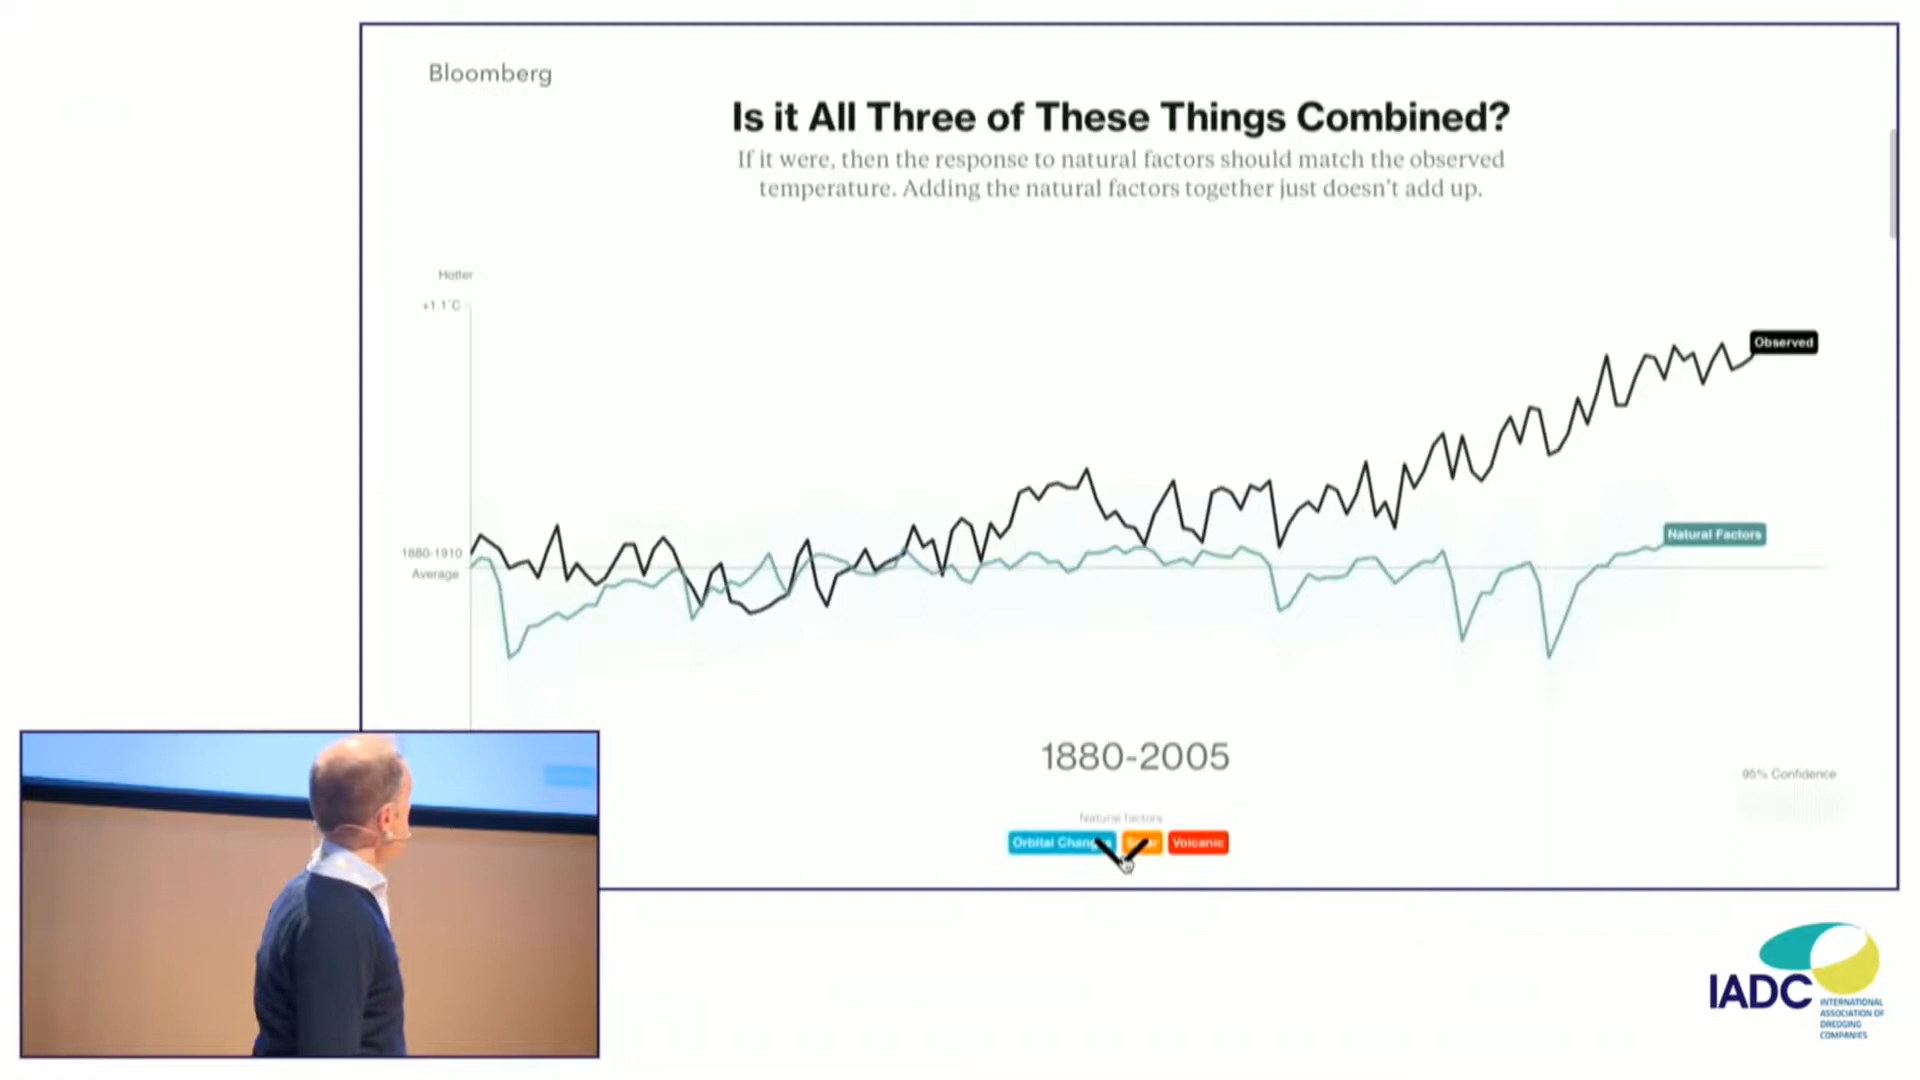 Bloomberg
Is it All Three of These Things Combined?
If it were, then the response to natural factors should match the observed
temperature. Adding the natural factors together just doesn't add up.
Hotter
+1.1°C
Observed
Natural Factors
1880-1910
Average
1880-2005
95% Confidence
Natural factors
Orbital Changes
Volcanic
IADC
INTERNATIONAL
ASSOCIATION OF
DREDGING
COMPANIES